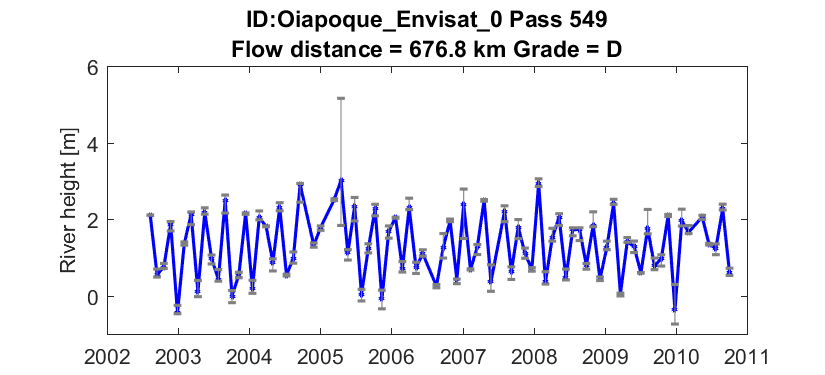 ID:Oiapoque_Envisat_0 Pass 549
Flow distance = 676.8 km Grade = D
6
4
2
0
River height [m]
2002 2003 2004 2005 2006 2007 2008 2009 2010 2011